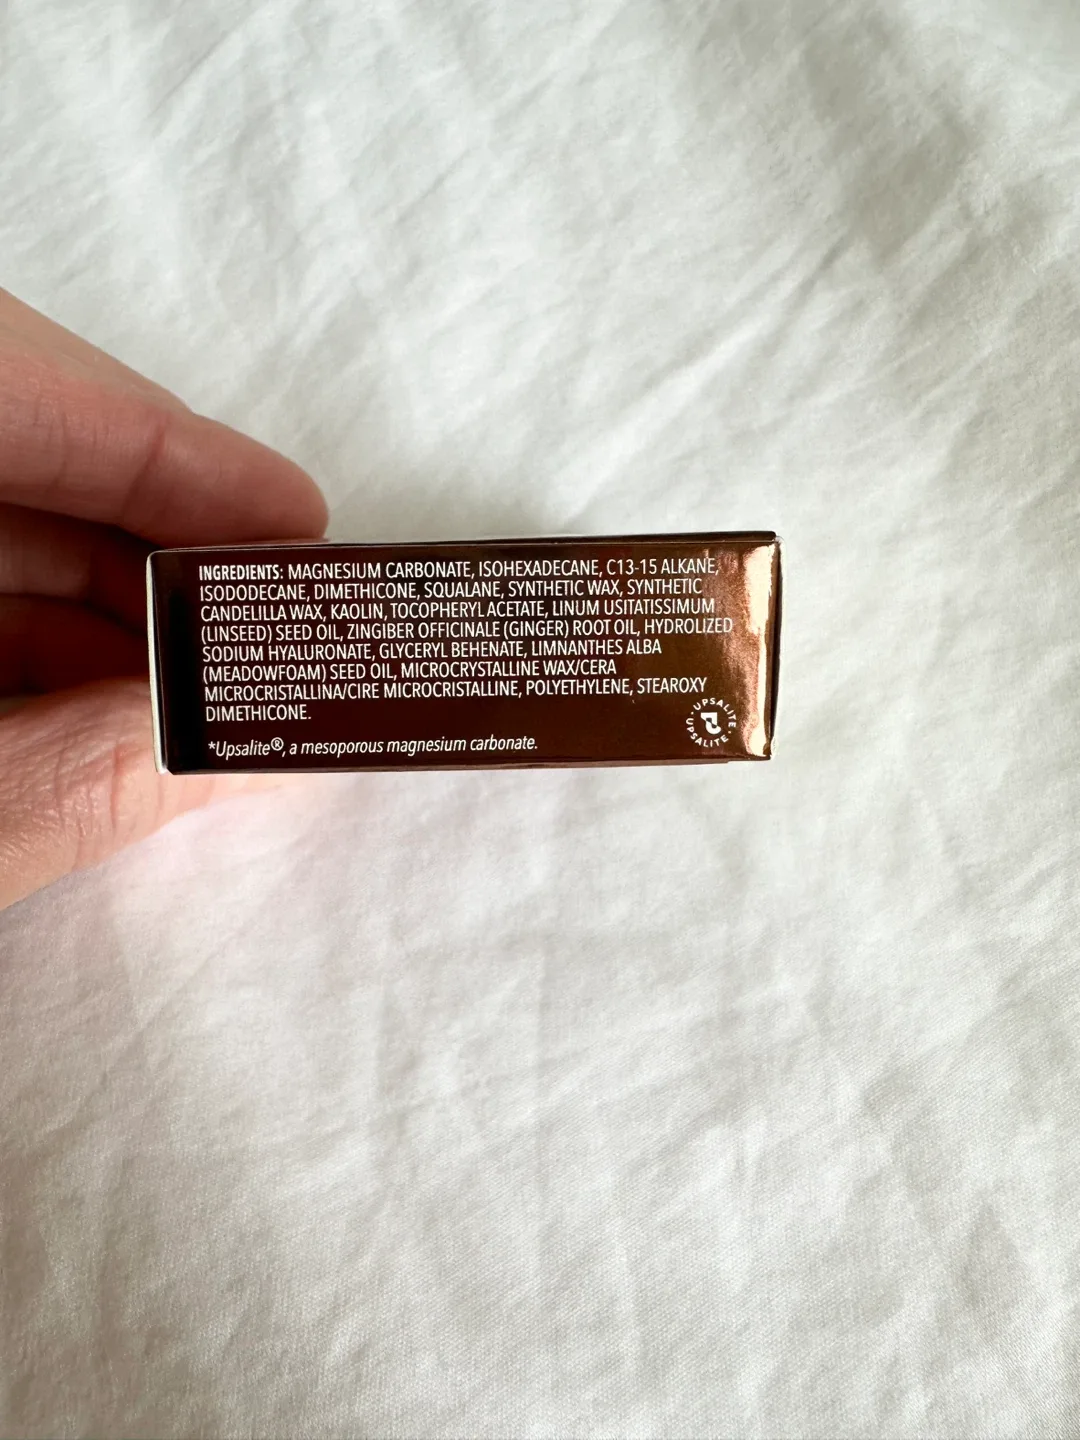 INGREDIENTS: MAGNESIUM CARBONATE, ISOHEXADECANE, C13-15 ALKANE,
ISODODECANE, DIMETHICONE, SQUALANE, SYNTHETIC WAX, SYNTHETIC
CANDELILLA WAX, KAOLIN, TOCOPHERYL ACETATE, LINUM USITATISSIMUM
(LINSEED) SEED OIL, ZINGIBER OFFICINALE (GINGER) ROOT OIL, HYDROLIZED
SODIUM HYALURONATE, GLYCERYL BEHENATE, LIMNANTHES ALBA
(MEADOWFOAM) SEED OIL, MICROCRYSTALLINE WAX/CERA
MICROCRISTALLINA/CIRE MICROCRISTALLINE, POLYETHYLENE, STEAROXY
DIMETHICONE.
*Upsalite®, a mesoporous magnesium carbonate.
· UPSALITE · UPSALITE